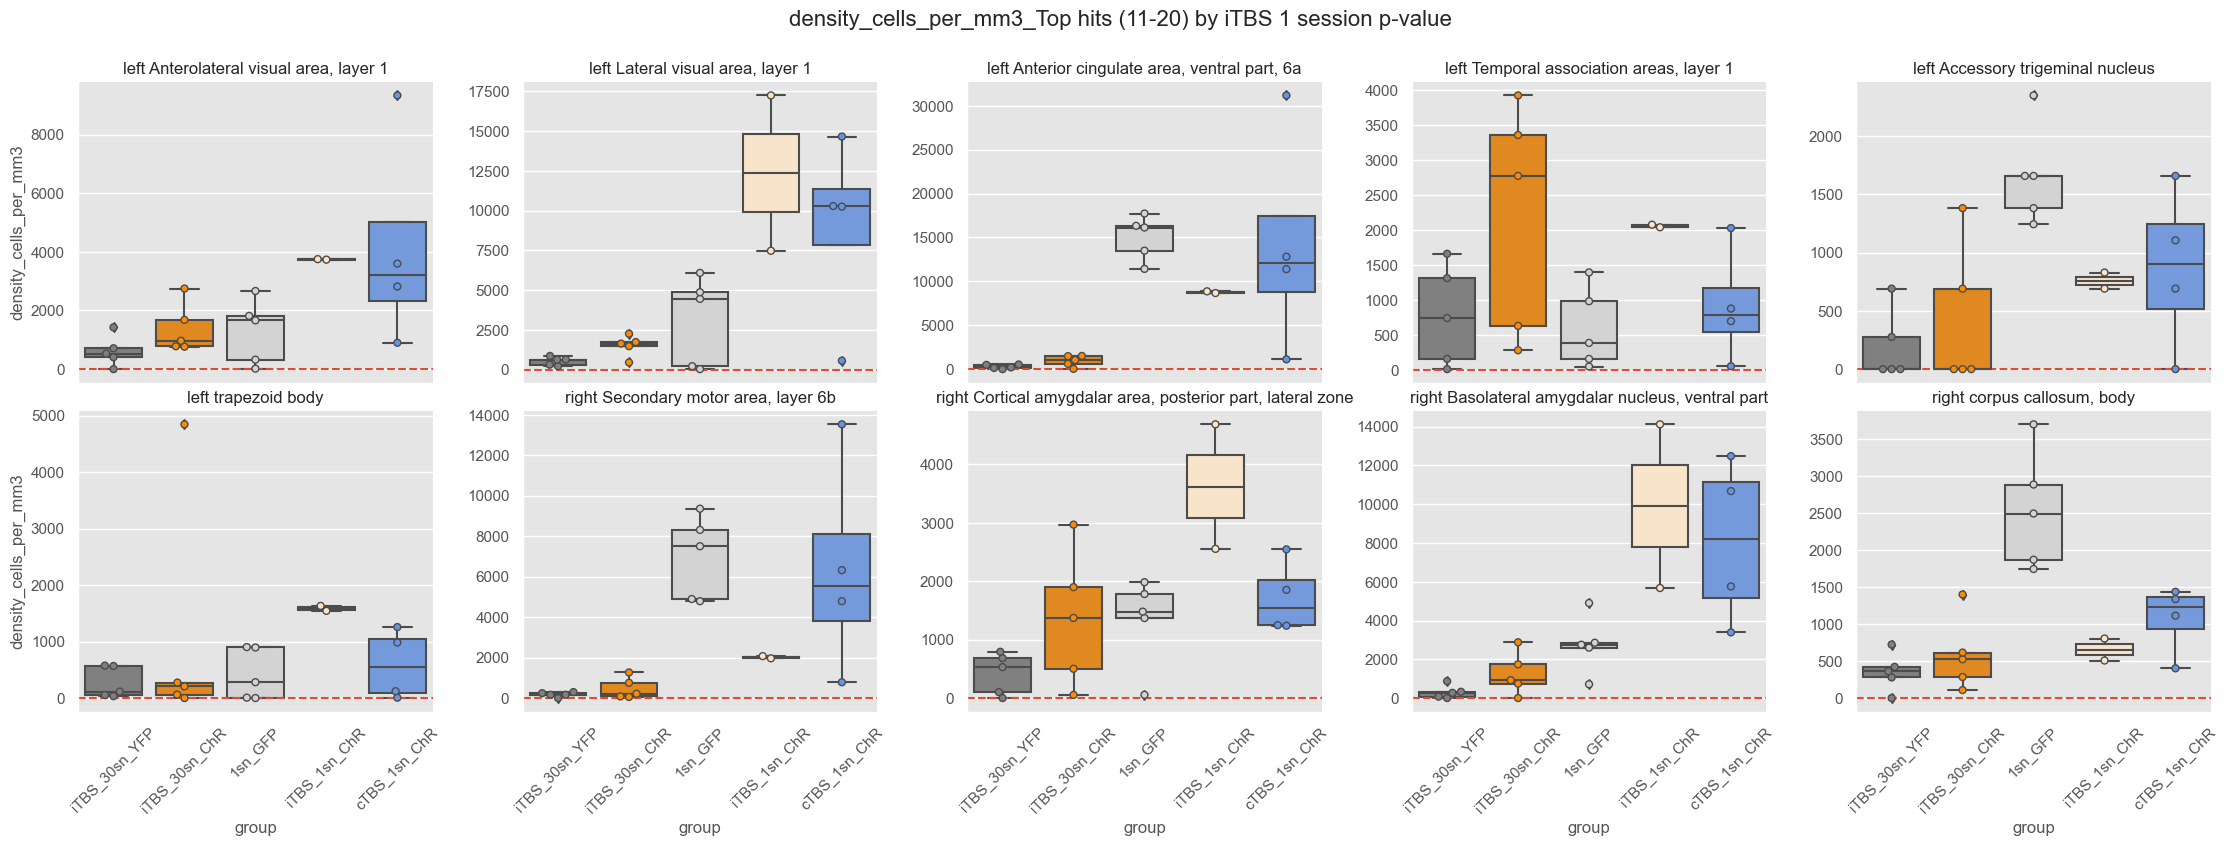 density_cells_per_mm3_Top hits (11-20) by iTBS 1 session p-value
left Anterolateral visual area, layer 1
left Lateral visual area, layer 1
left Anterior cingulate area, ventral part, 6a
left Temporal association areas, layer 1
left Accessory trigeminal nucleus
density_cells_per_mm3
8000
6000
4000
2000
0
17500
15000
12500
10000
7500
5000
2500
0
30000
25000
20000
15000
10000
5000
0
4000
3500
3000
2500
2000
1500
1000
500
0
2000
1500
1000
500
0
left trapezoid body
right Secondary motor area, layer 6b
right Cortical amygdalar area, posterior part, lateral zone
right Basolateral amygdalar nucleus, ventral part
right corpus callosum, body
density_cells_per_mm3
5000
4000
3000
2000
1000
0
14000
12000
10000
8000
6000
4000
2000
0
4000
3000
2000
1000
0
14000
12000
10000
8000
6000
4000
2000
0
3500
3000
2500
2000
1500
1000
500
0
iTBS_30sn_YFP
iTBS_30sn_ChR
1sn_GFP
iTBS_1sn_ChR
cTBS_1sn_ChR
iTBS_30sn_YFP
iTBS_30sn_ChR
1sn_GFP
iTBS_1sn_ChR
cTBS_1sn_ChR
iTBS_30sn_YFP
iTBS_30sn_ChR
1sn_GFP
iTBS_1sn_ChR
cTBS_1sn_ChR
iTBS_30sn_YFP
iTBS_30sn_ChR
1sn_GFP
iTBS_1sn_ChR
cTBS_1sn_ChR
iTBS_30sn_YFP
iTBS_30sn_ChR
1sn_GFP
iTBS_1sn_ChR
cTBS_1sn_ChR
group
group
group
group
group